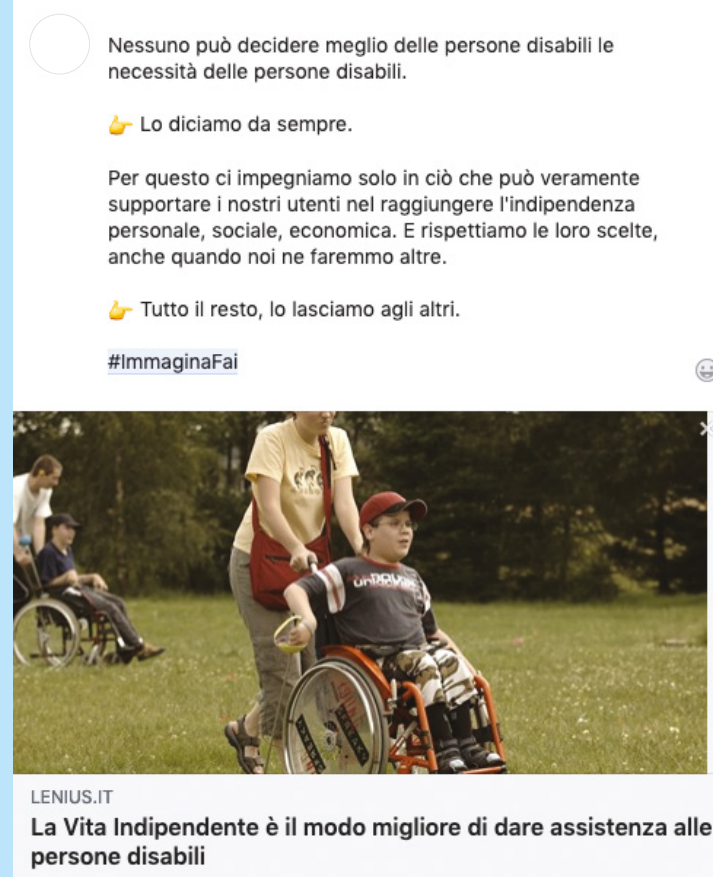 Nessuno può decidere meglio delle persone disabili le
necessità delle persone disabili.
👉 Lo diciamo da sempre.
Per questo ci impegniamo solo in ciò che può veramente
supportare i nostri utenti nel raggiungere l'indipendenza
personale, sociale, economica. E rispettiamo le loro scelte,
anche quando noi ne faremmo altre.
👉 Tutto il resto, lo lasciamo agli altri.
#ImmaginaFai
LENIUS.IT
La Vita Indipendente è il modo migliore di dare assistenza alle
persone disabili